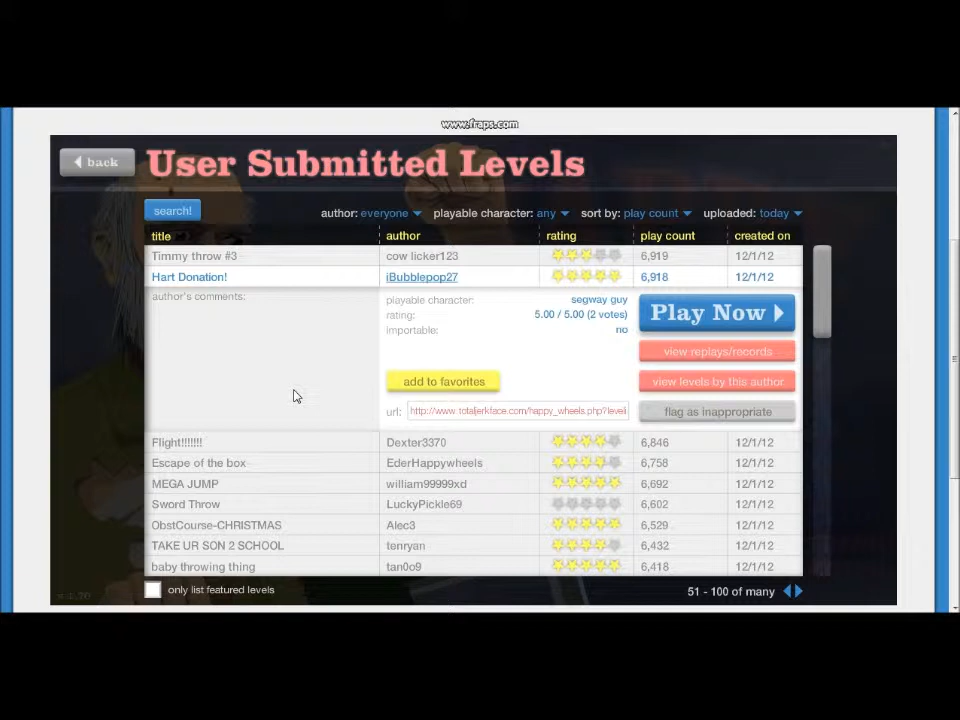 www.fraps.com
back
User Submitted Levels
search! author: everyone playable character: any sort by: play count uploaded: today
title author rating play count created on
Timmy throw #3 cow licker123 6,919 12/1/12
Hart Donation! iBubblepop27 6,918 12/1/12
author's comments: playable character: segway guy Play Now
rating: 5.00 / 5.00 (2 votes)
importable: no
view replays/records
add to favorites view levels by this author
url: http://www.totaljerkface.com/happy_wheels.php?leveli flag as inappropriate
Flight!!!!!!! Dexter3370 6,846 12/1/12
Escape of the box EderHappywheels 6,758 12/1/12
MEGA JUMP william99999xd 6,692 12/1/12
Sword Throw LuckyPickle69 6,602 12/1/12
ObstCourse-CHRISTMAS Alec3 6,529 12/1/12
TAKE UR SON 2 SCHOOL tenryan 6,432 12/1/12
baby throwing thing tan0o9 6,418 12/1/12
only list featured levels 51 - 100 of many